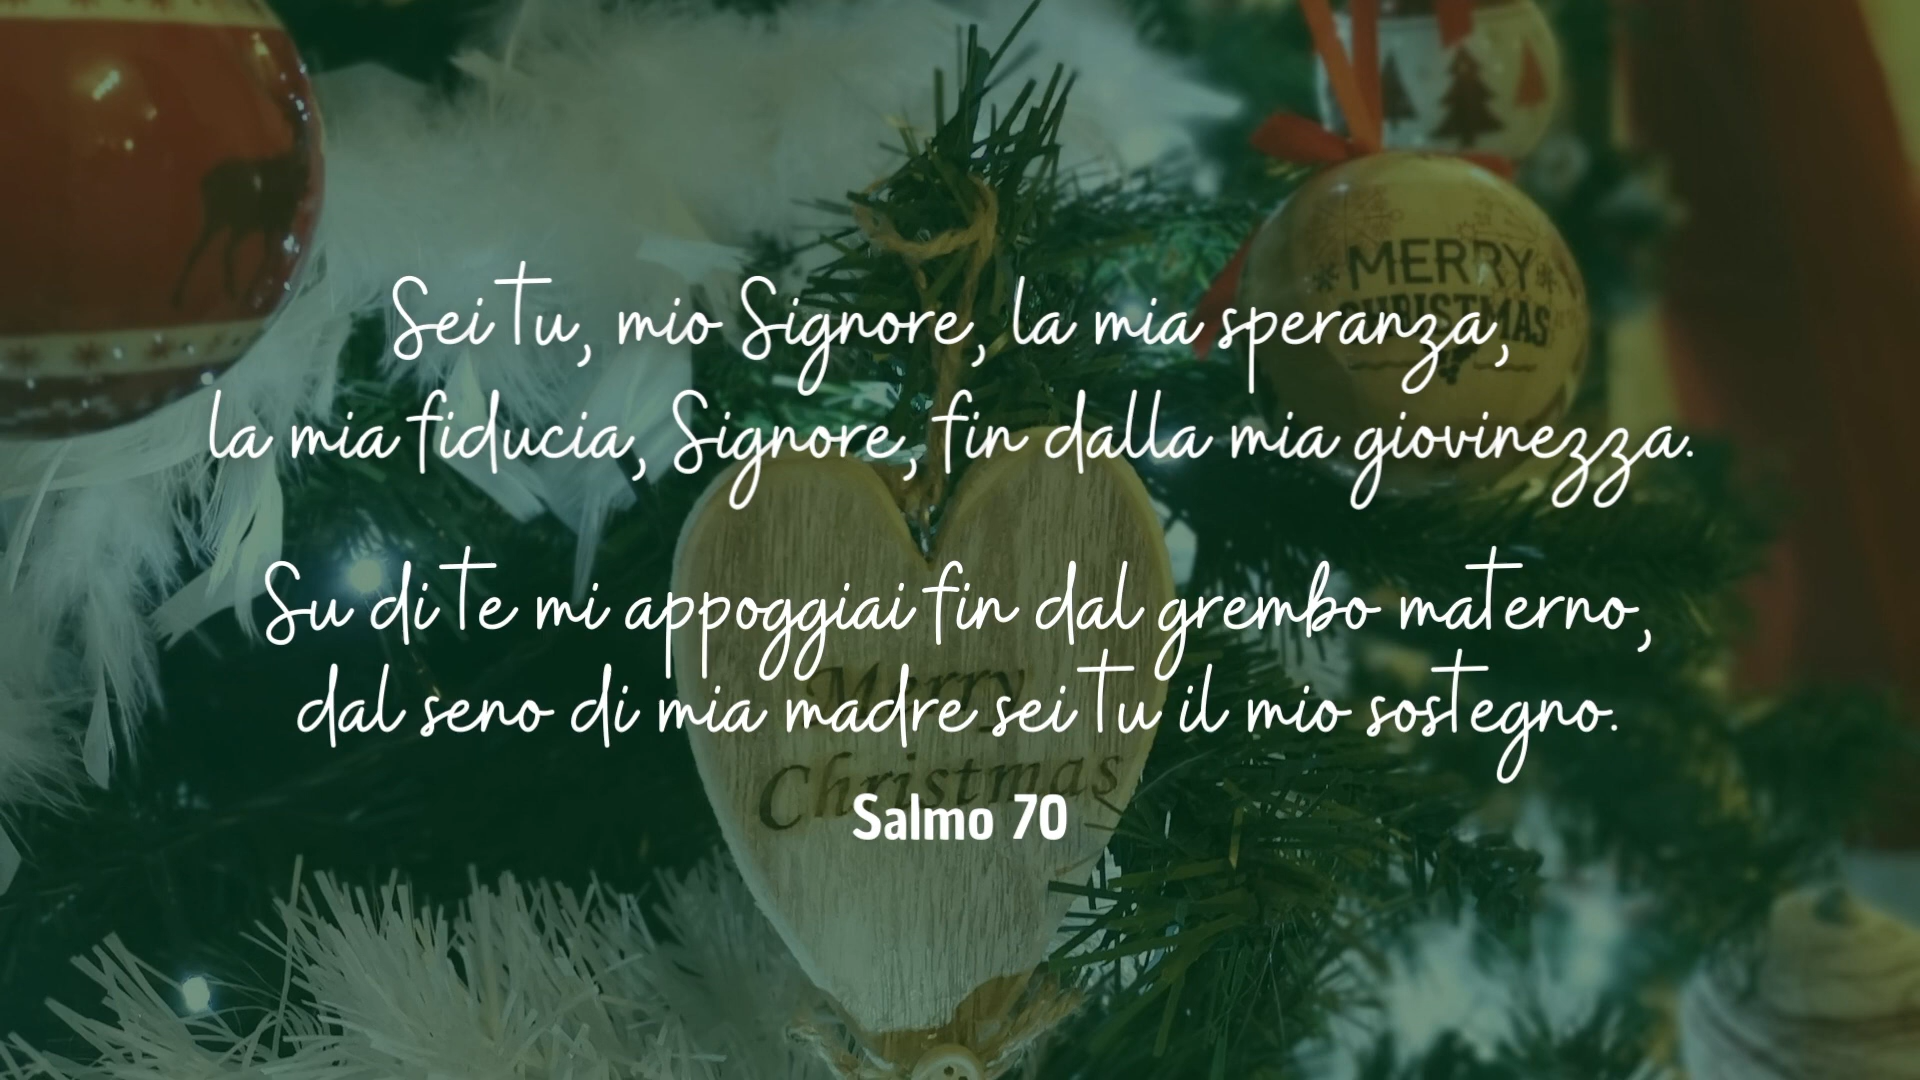 Sei tu, mio Signore, la mia speranza,
la mia fiducia, Signore, fin dalla mia giovinezza.
Su di te mi appoggiai fin dal grembo materno,
dal seno di mia madre sei tu il mio sostegno.
Salmo 70
MERRY
CHRISTMAS
Merry
Christmas